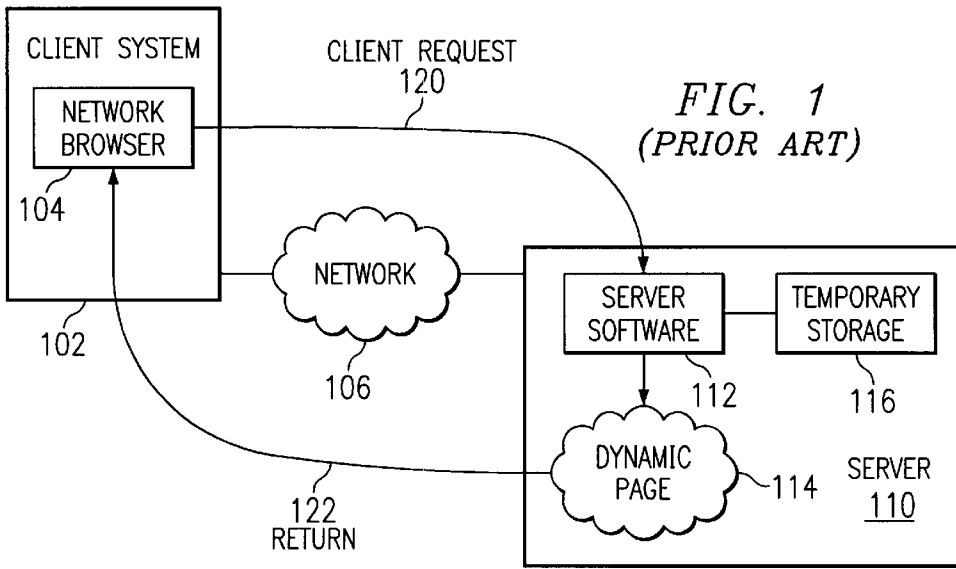 CLIENT SYSTEM
NETWORK
BROWSER
104
102
CLIENT REQUEST
120
FIG. 1
(PRIOR ART)
NETWORK
106
SERVER
SOFTWARE
112
TEMPORARY
STORAGE
116
DYNAMIC
PAGE
114
SERVER
110
122
RETURN